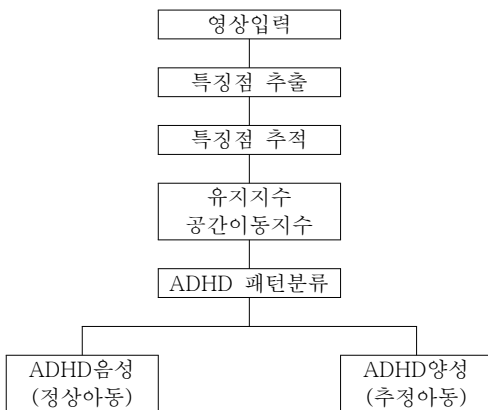 영상입력
특징점 추출
특징점 추적
유지지수
공간이동지수
ADHD 패턴분류
ADHD음성
(정상아동)
ADHD양성
(추정아동)